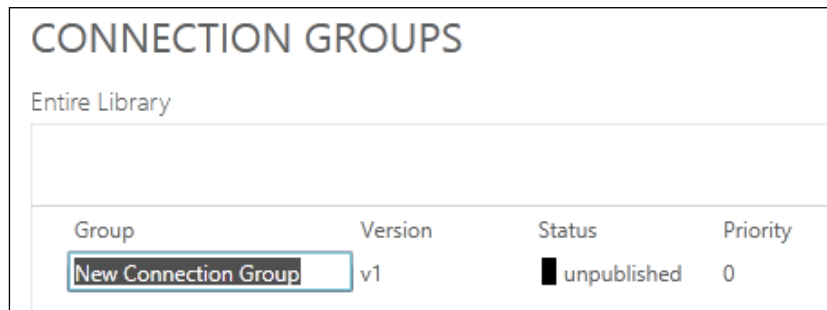 CONNECTION GROUPS
Entire Library
Group Version Status Priority
New Connection Group v1 unpublished 0